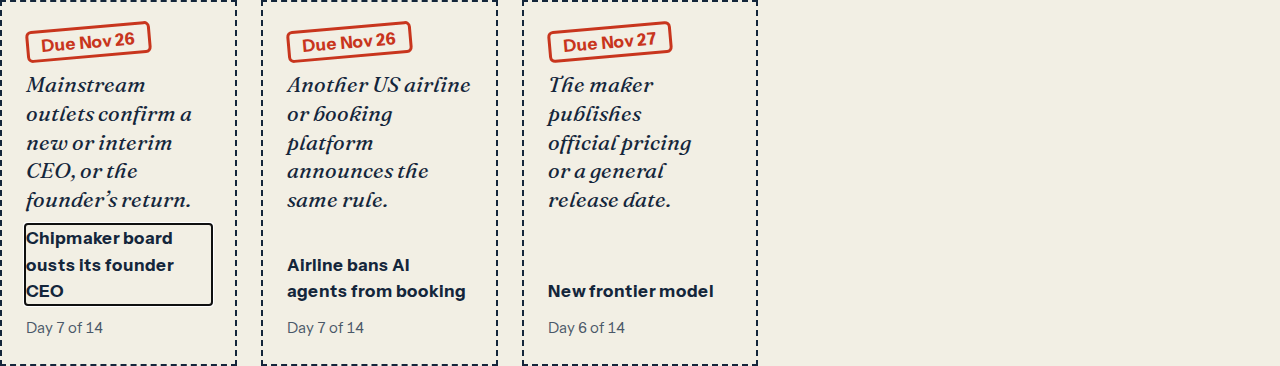 Due Nov 26
Mainstream
outlets confirm a
new or interim
CEO, or the
founder’s return.
Chipmaker board
ousts its founder
CEO
Day 7 of 14
Due Nov 26
Another US airline
or booking
platform
announces the
same rule.
Airline bans AI
agents from booking
Day 7 of 14
Due Nov 27
The maker
publishes
official pricing
or a general
release date.
New frontier model
Day 6 of 14